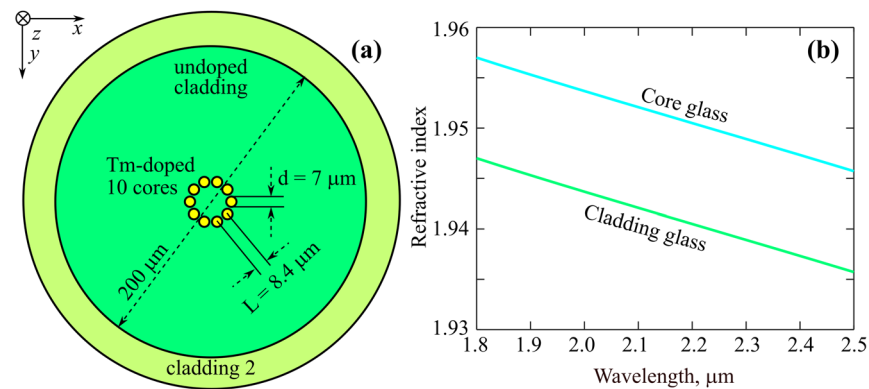 z
x
y
(a)
undoped
cladding
Tm-doped
10 cores
d = 7 μm
200 μm
L = 8.4 μm
cladding 2
(b)
Refractive index
1.96
1.95
1.94
1.93
Core glass
Cladding glass
1.8 1.9 2.0 2.1 2.2 2.3 2.4 2.5
Wavelength, μm